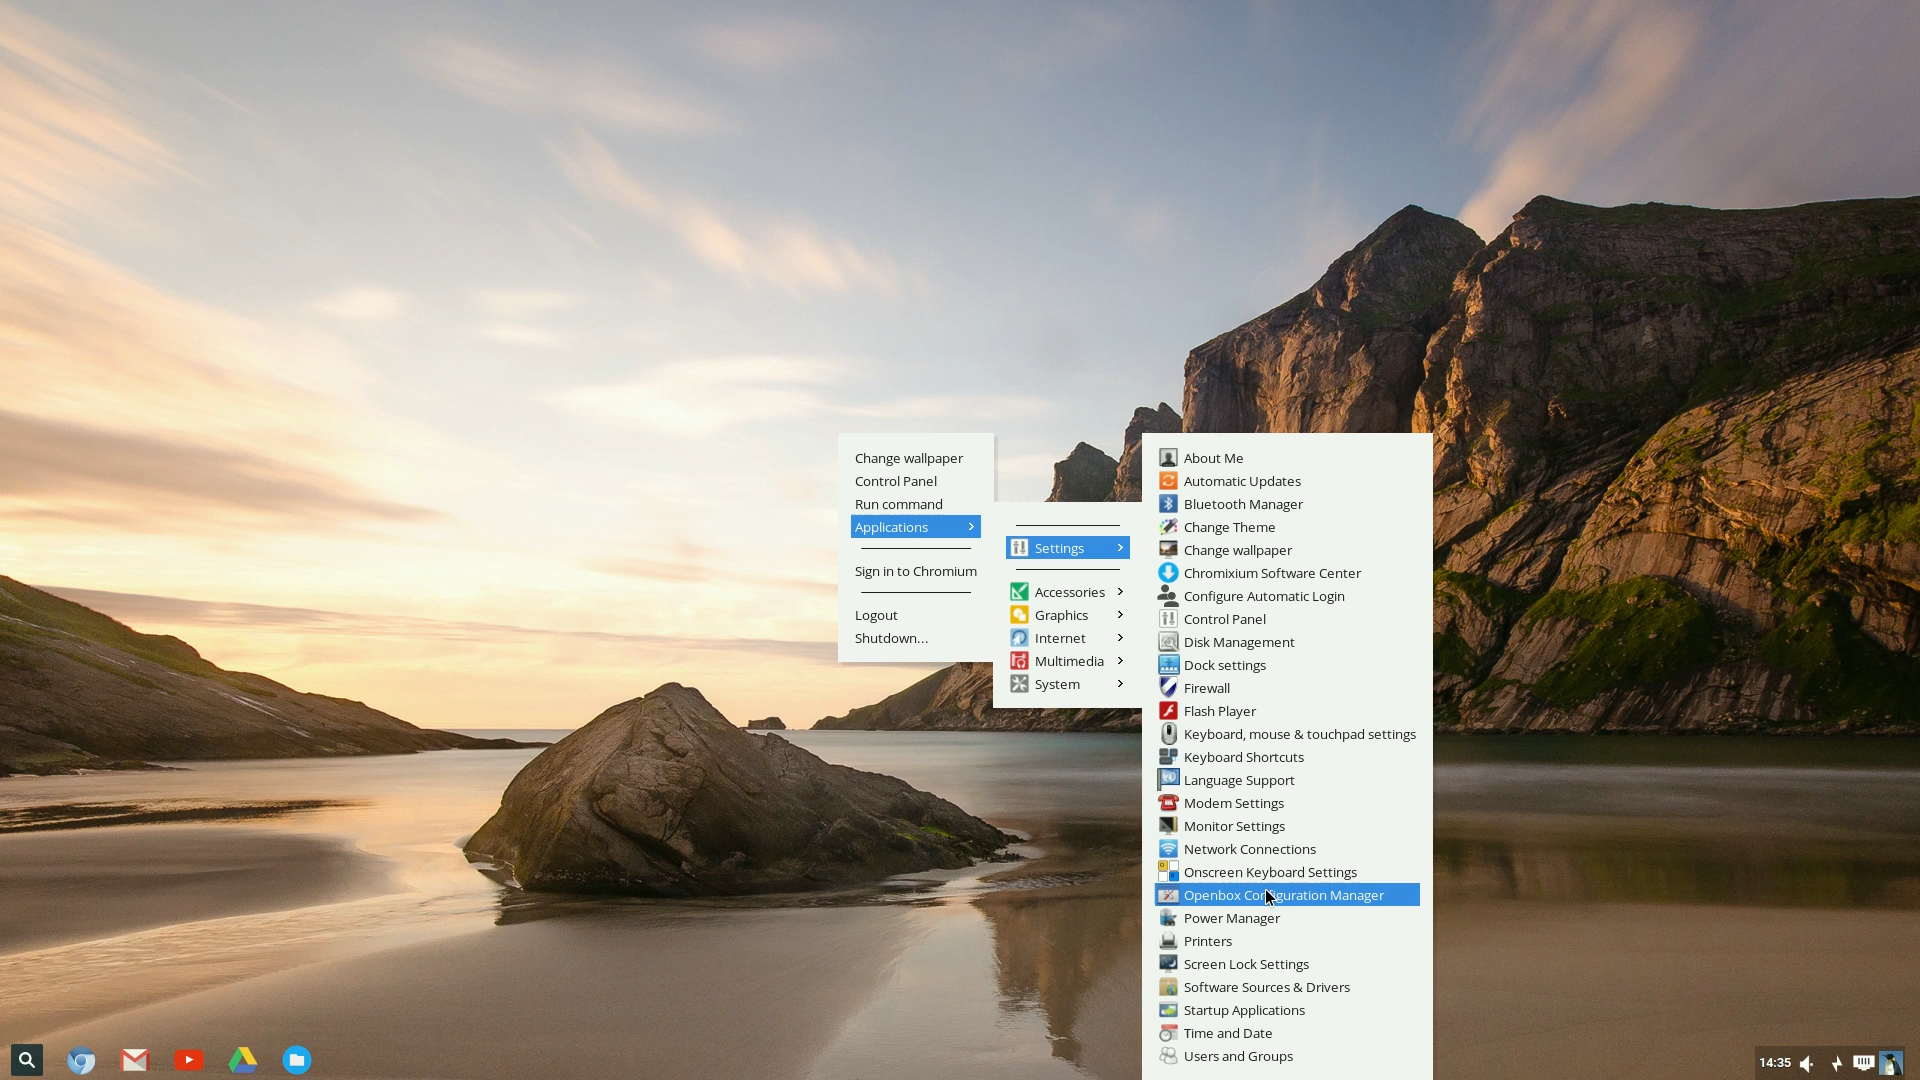 Change wallpaper
Control Panel
Run command
Applications
Sign in to Chromium
Logout
Shutdown...
Settings
Accessories
Graphics
Internet
Multimedia
System
About Me
Automatic Updates
Bluetooth Manager
Change Theme
Change wallpaper
Chromixium Software Center
Configure Automatic Login
Control Panel
Disk Management
Dock settings
Firewall
Flash Player
Keyboard, mouse & touchpad settings
Keyboard Shortcuts
Language Support
Modem Settings
Monitor Settings
Network Connections
Onscreen Keyboard Settings
Openbox Configuration Manager
Power Manager
Printers
Screen Lock Settings
Software Sources & Drivers
Startup Applications
Time and Date
Users and Groups
14:35